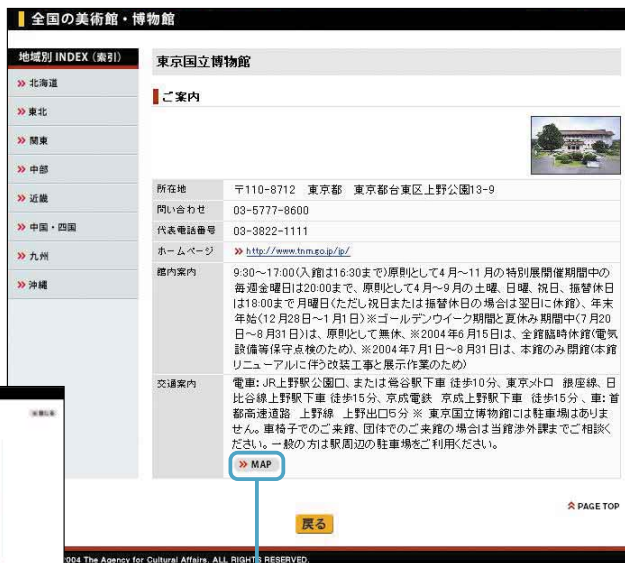 全国の美術館・博物館
地域別 INDEX (索引)
» 北海道
» 東北
» 関東
» 中部
» 近畿
» 中国・四国
» 九州
» 沖縄
東京国立博物館
ご案内
所在地 〒110-8712 東京都 東京都台東区上野公園13-9
問い合わせ 03-5777-8600
代表電話番号 03-3822-1111
ホームページ » http://www.tnm.go.jp/jp/
館内案内 9:30～17:00(入館は16:30まで)原則として4月～11月の特別展開催期間中の
毎週金曜日は20:00まで、原則として4月～9月の土曜、日曜、祝日、振替休日
は18:00まで月曜日(ただし祝日または振替休日の場合は翌日に休館)、年末
年始(12月28日～1月1日)※ゴールデンウイーク期間と夏休み期間中(7月20
日～8月31日)は、原則として無休、※2004年6月15日は、全館臨時休館(電気
設備等保守点検のため)、※2004年7月1日～8月31日は、本館のみ閉館(本館
リニューアルに伴う改装工事と展示作業のため)
交通案内 電車：JR上野駅公園口、または鶯谷駅下車 徒歩10分、東京メトロ 銀座線、日
比谷線上野駅下車 徒歩15分、京成電鉄 京成上野駅下車 徒歩15分、車：首
都高速道路 上野線 上野出口5分 ※ 東京国立博物館には駐車場はありま
せん。車椅子でのご来館、団体でのご来館の場合は当館渉外課までご相談く
ださい。一般の方は駅周辺の駐車場をご利用ください。
» MAP
PAGE TOP
戻る
2004 The Agency for Cultural Affairs. ALL RIGHTS RESERVED.